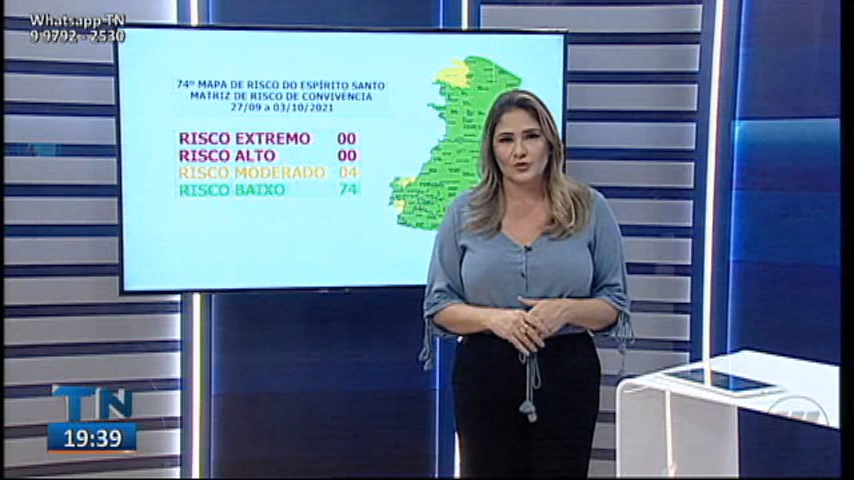 Whatsapp TN
9 9792 - 2530
74º MAPA DE RISCO DO ESPÍRITO SANTO
MATRIZ DE RISCO DE CONVIVENCIA
27/09 a 03/10/2021
RISCO EXTREMO 00
RISCO ALTO 00
RISCO MODERADO 04
RISCO BAIXO 74
TN
19:39